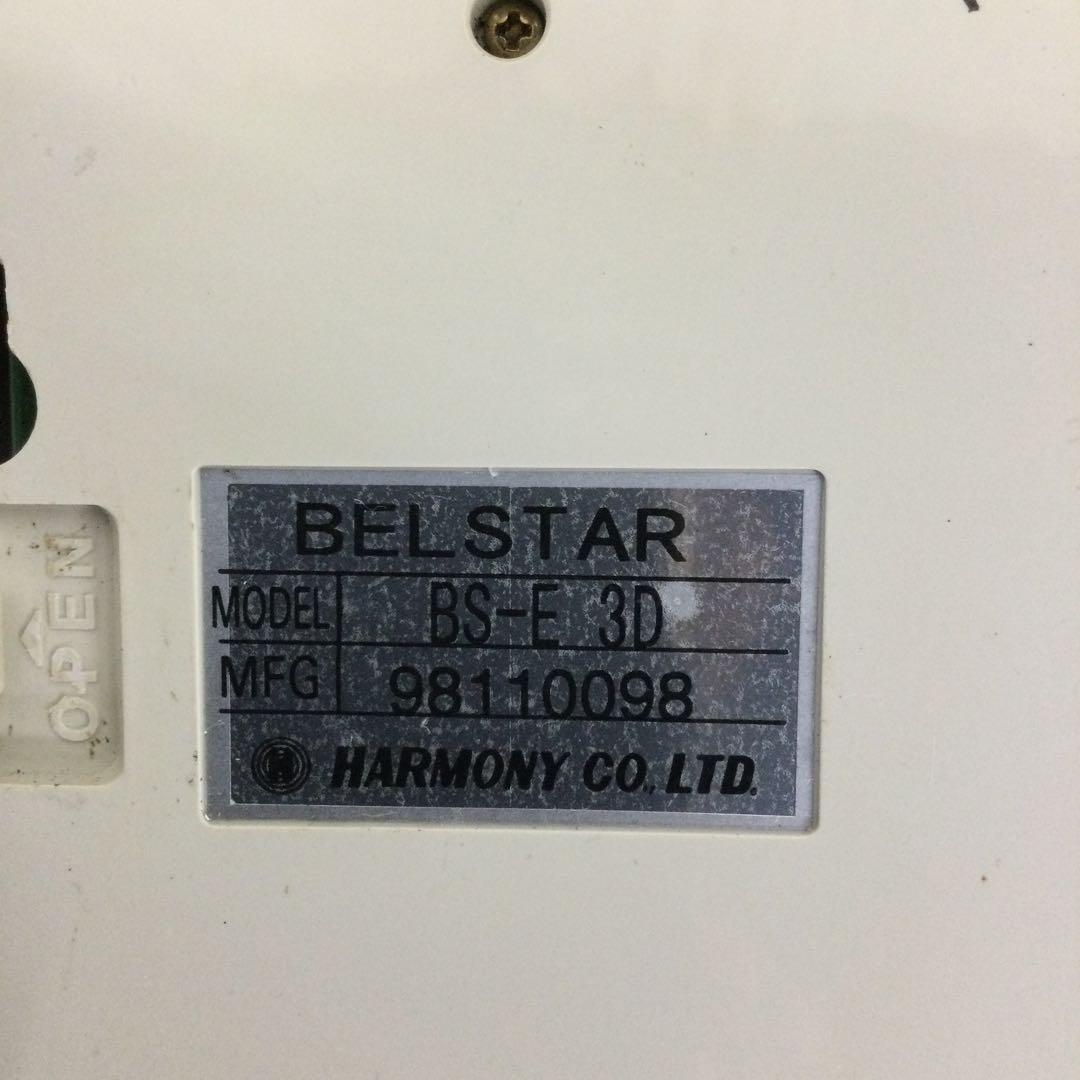 OPEN
BELSTAR
MODEL BS-E 3D
MFG 98110098
H HARMONY CO., LTD.